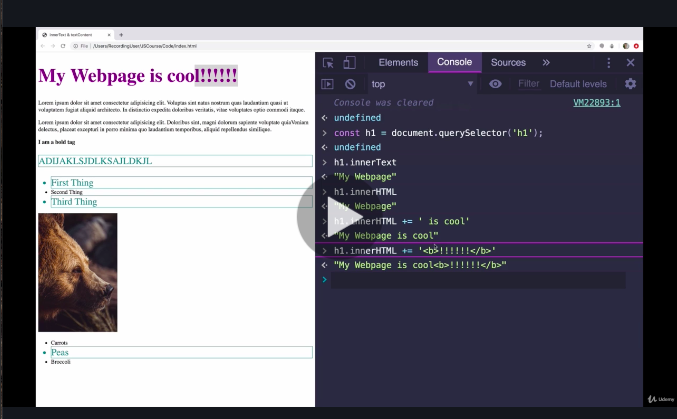 innerText & textContent
File | /Users/RecordingUser/JSCourse/Code/index.html
My Webpage is cool!!!!!!
Lorem ipsum dolor sit amet consectetur adipisicing elit. Voluptas sint natus nostrum quas laudantium quasi ut
voluptatem fugiat aliquid architecto. In distinctio expedita doloribus veritatis, vitae voluptates optio commodi itaque.
Lorem ipsum dolor sit amet consectetur adipisicing elit. Doloribus sint, magni dolorum sapiente voluptate quisVeniam
delectus, placeat excepturi in porro minima quo laudantium temporibus, aliquid repellendus similique.
I am a bold tag
ADIJAKLSJDLKSAJLDKJL
First Thing
Second Thing
Third Thing
Carrots
Peas
Broccoli
Elements Console Sources »
top Filter Default levels
Console was cleared VM22893:1
undefined
const h1 = document.querySelector('h1');
undefined
h1.innerText
"My Webpage"
h1.innerHTML
"My Webpage"
h1.innerHTML += ' is cool'
"My Webpage is cool"
h1.innerHTML += '<b>!!!!!!</b>'
"My Webpage is cool<b>!!!!!!</b>"
Udemy